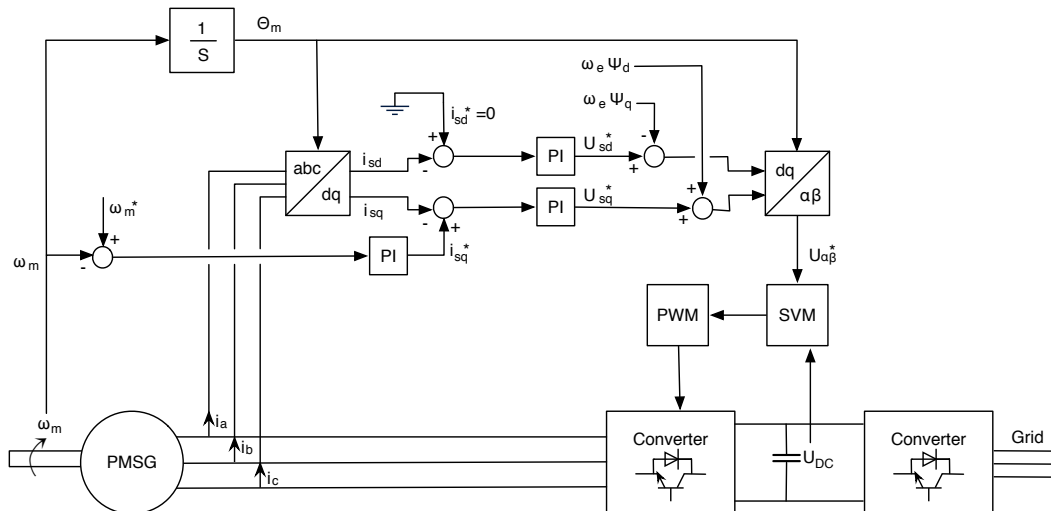 1
S
Θm
ωe Ψd
ωe Ψq
isd* =0
abc
dq
isd
isq
+
-
PI
Usd*
-
+
dq
αβ
ωm*
+
-
ωm
PI
isq*
-
+
PI
Usq*
+
+
Uαβ*
PWM
SVM
ωm
PMSG
ia
ib
ic
Converter
UDC
Converter
Grid